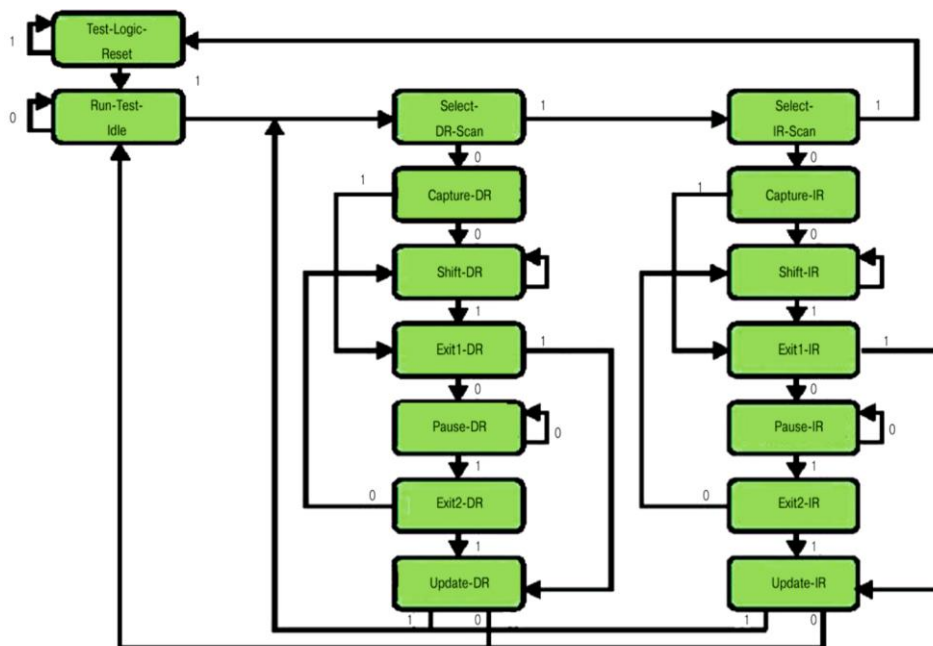 Test-Logic-
Reset
1
1
Run-Test-
Idle
0
Select-
DR-Scan
1
Select-
IR-Scan
1
0
0
1
Capture-DR
1
Capture-IR
0
0
Shift-DR
Shift-IR
1
1
Exit1-DR
1
Exit1-IR
1
0
0
Pause-DR
0
Pause-IR
0
1
1
0
Exit2-DR
0
Exit2-IR
1
1
Update-DR
Update-IR
1
0
1
0